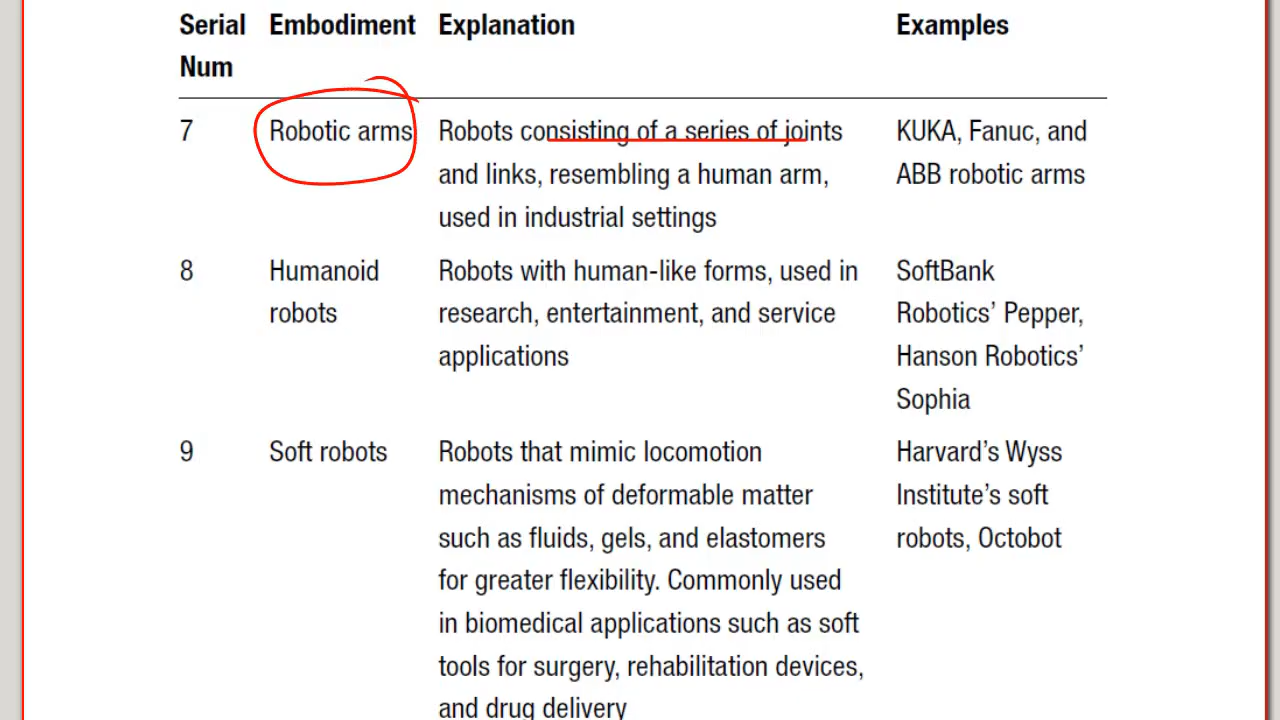 Serial Embodiment Explanation Examples
Num
7 Robotic arms Robots consisting of a series of joints KUKA, Fanuc, and
and links, resembling a human arm, ABB robotic arms
used in industrial settings
8 Humanoid Robots with human-like forms, used in SoftBank
robots research, entertainment, and service Robotics’ Pepper,
applications Hanson Robotics’
Sophia
9 Soft robots Robots that mimic locomotion Harvard’s Wyss
mechanisms of deformable matter Institute’s soft
such as fluids, gels, and elastomers robots, Octobot
for greater flexibility. Commonly used
in biomedical applications such as soft
tools for surgery, rehabilitation devices,
and drug delivery